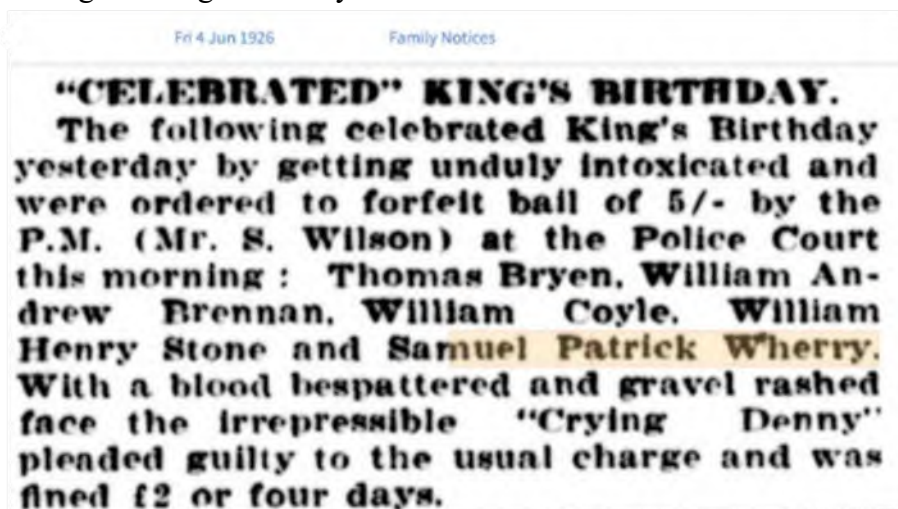 Fri 4 Jun 1926 Family Notices
"CELEBRATED" KING'S BIRTHDAY.
The following celebrated King's Birthday
yesterday by getting unduly intoxicated and
were ordered to forfeit bail of 5/- by the
P.M. (Mr. S. Wilson) at the Police Court
this morning: Thomas Bryen, William An-
drew Brennan, William Coyle, William
Henry Stone and Samuel Patrick Wherry.
With a blood bespattered and gravel rashed
face the irrepressible "Crying Denny"
pleaded guilty to the usual charge and was
fined £2 or four days.